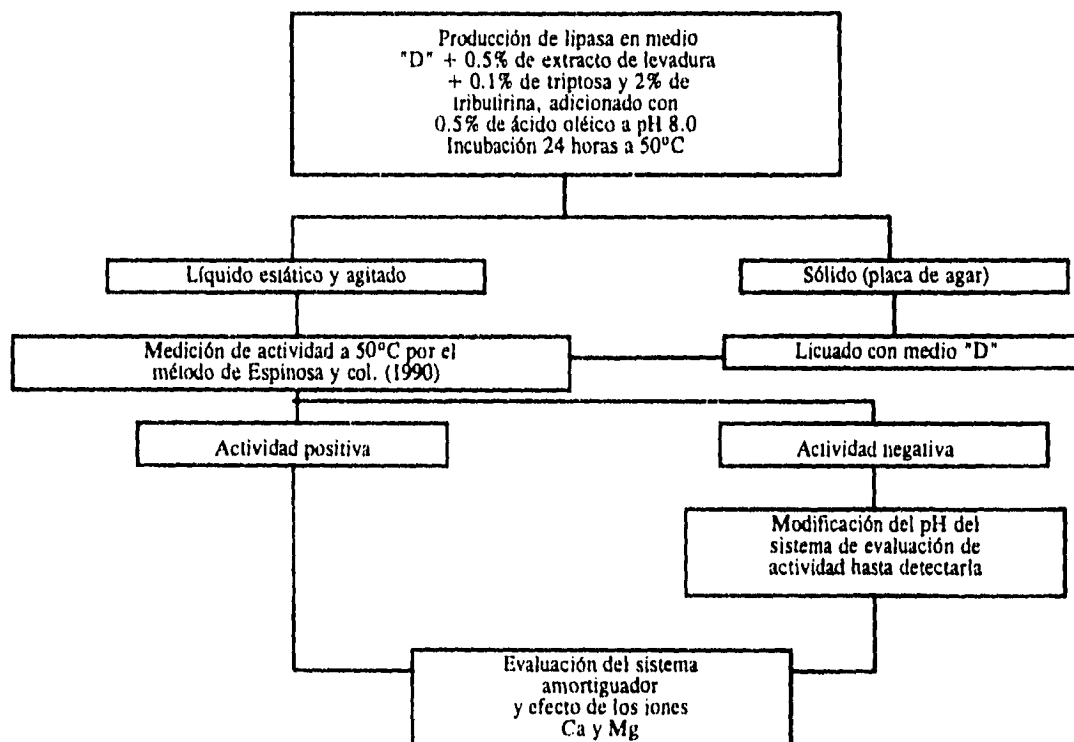 Producción de lipasa en medio
"D" + 0.5% de extracto de levadura
+ 0.1% de triptosa y 2% de
tributirina, adicionado con
0.5% de ácido oléico a pH 8.0
Incubación 24 horas a 50°C
Líquido estático y agitado
Sólido (placa de agar)
Medición de actividad a 50°C por el
método de Espinosa y col. (1990)
Licuado con medio "D"
Actividad positiva
Actividad negativa
Modificación del pH del
sistema de evaluación de
actividad hasta detectarla
Evaluación del sistema
amortiguador
y efecto de los iones
Ca y Mg